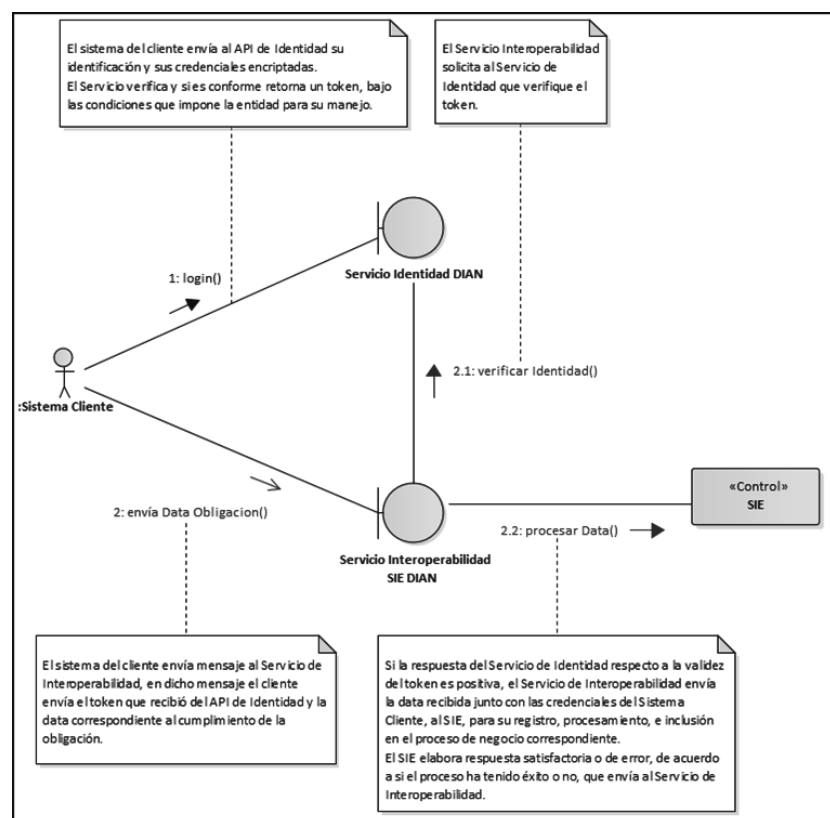 El sistema del cliente envía al API de Identidad su
identificación y sus credenciales encriptadas.
El Servicio verifica y si es conforme retorna un token, bajo
las condiciones que impone la entidad para su manejo.
El Servicio Interoperabilidad
solicita al Servicio de
Identidad que verifique el
token.
1: login()
Servicio Identidad DIAN
2.1: verificar Identidad()
:Sistema Cliente
«Control»
SIE
2: envía Data Obligacion()
2.2: procesar Data()
Servicio Interoperabilidad
SIE DIAN
El sistema del cliente envía mensaje al Servicio de
Interoperabilidad, en dicho mensaje el cliente
envía el token que recibió del API de Identidad y la
data correspondiente al cumplimiento de la
obligación.
Si la respuesta del Servicio de Identidad respecto a la validez
del token es positiva, el Servicio de Interoperabilidad envía
la data recibida junto con las credenciales del Sistema
Cliente, al SIE, para su registro, procesamiento, e inclusión
en el proceso de negocio correspondiente.
El SIE elabora respuesta satisfactoria o de error, de acuerdo
a si el proceso ha tenido éxito o no, que envía al Servicio de
Interoperabilidad.